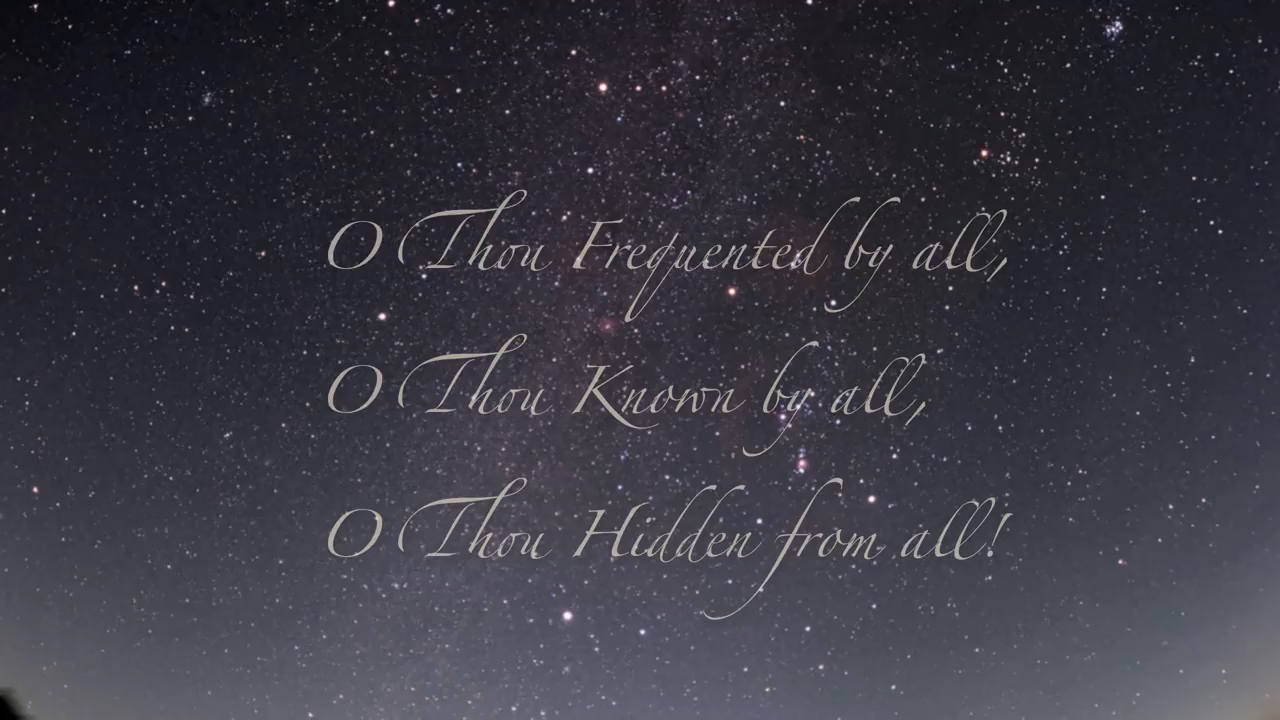 O Thou Frequented by all,
O Thou Known by all,
O Thou Hidden from all!